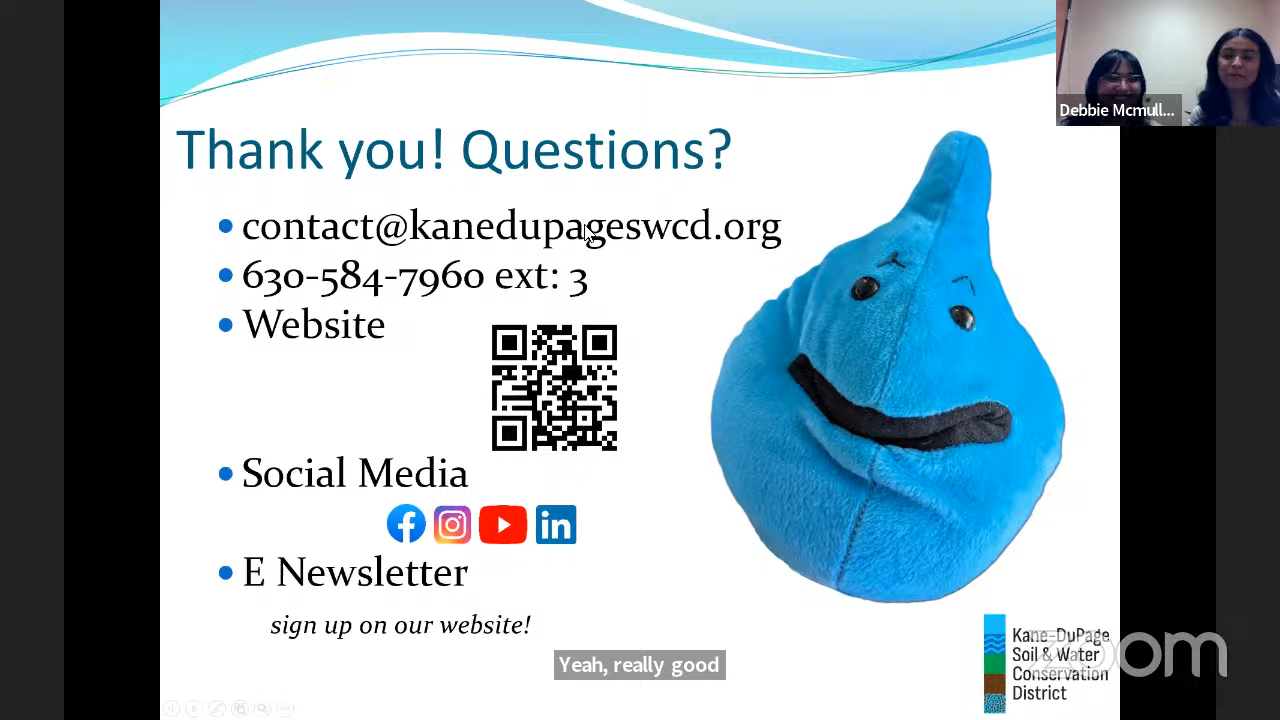 Debbie Mcmull...
Thank you! Questions?
• contact@kanedupageswcd.org
• 630-584-7960 ext: 3
• Website
• Social Media
• E Newsletter
sign up on our website!
Yeah, really good
Kane-DuPage
Soil & Water
Conservation
District
zoom